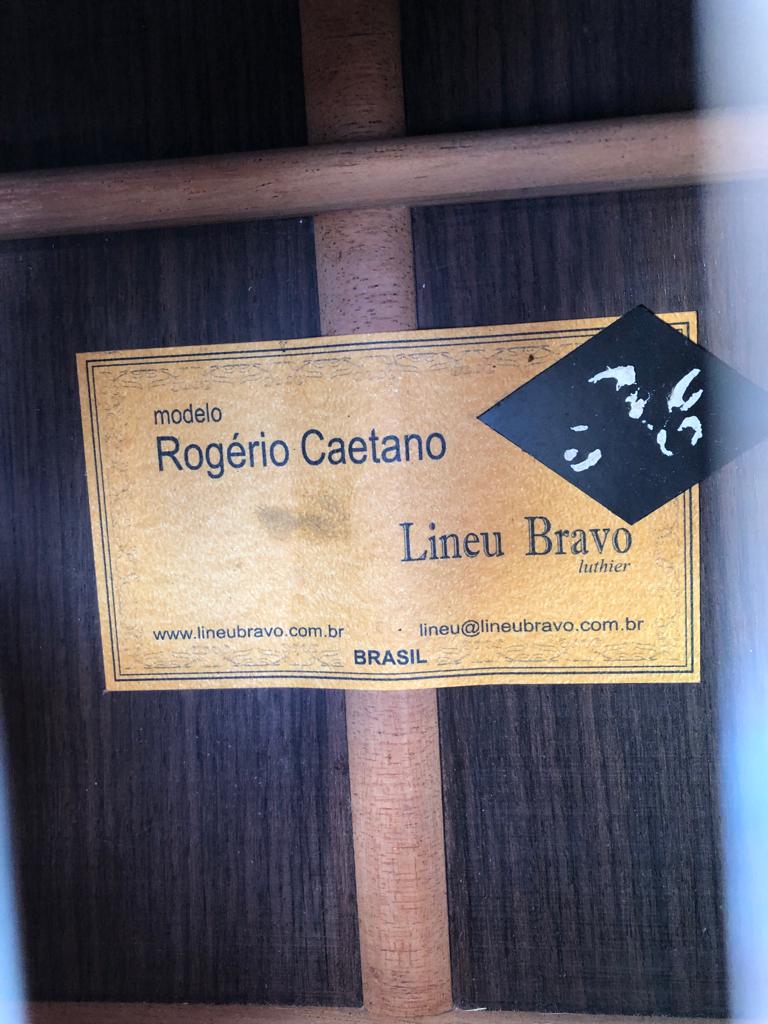 modelo
Rogério Caetano
Lineu Bravo
luthier
www.lineubravo.com.br
lineu@lineubravo.com.br
BRASIL